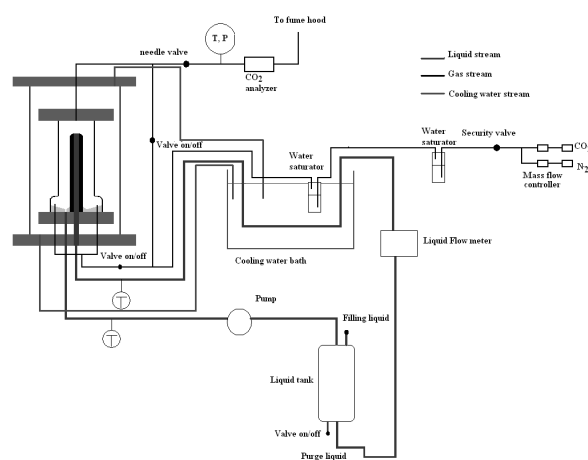 To fume hood
T, P
needle valve
CO2
analyzer
Liquid stream
Gas stream
Cooling water stream
Valve on/off
Water
saturator
Water
saturator
Security valve
CO
N2
Mass flow
controller
Valve on/off
Cooling water bath
Liquid Flow meter
T
Pump
T
Filling liquid
Liquid tank
Valve on/off
Purge liquid